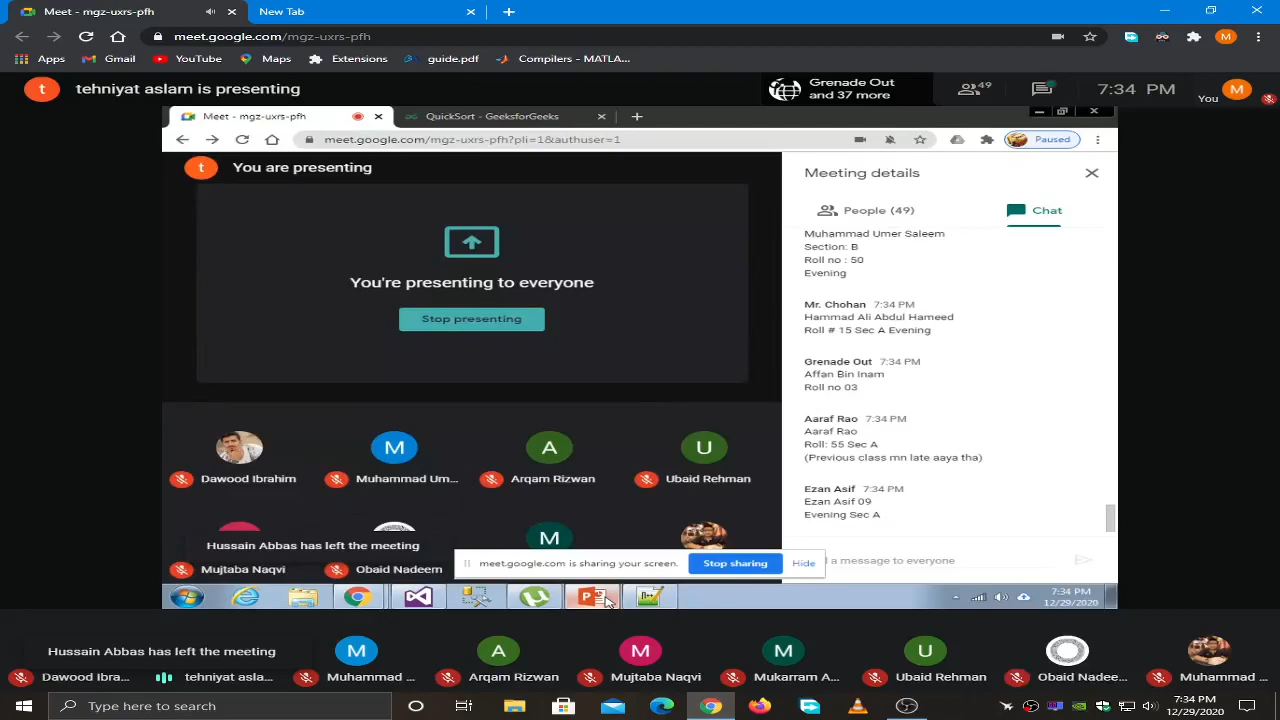 Meet - mgz-uxrs-pfh
New Tab
meet.google.com/mgz-uxrs-pfh
M
Apps
Gmail
YouTube
Maps
Extensions
guide.pdf
Compilers - MATLA...
t
tehniyat aslam is presenting
Grenade Out
and 37 more
49
7:34 PM
You
M
Meet - mgz-uxrs-pfh
QuickSort - GeeksforGeeks
meet.google.com/mgz-uxrs-pfh?pli=1&authuser=1
Paused
t
You are presenting
You're presenting to everyone
Stop presenting
Meeting details
People (49)
Chat
Muhammad Umer Saleem
Section: B
Roll no : 50
Evening
Mr. Chohan 7:34 PM
Hammad Ali Abdul Hameed
Roll # 15 Sec A Evening
Grenade Out 7:34 PM
Affan Bin Inam
Roll no 03
Aaraf Rao 7:34 PM
Aaraf Rao
Roll: 55 Sec A
(Previous class mn late aaya tha)
Ezan Asif 7:34 PM
Ezan Asif 09
Evening Sec A
M
A
U
Dawood Ibrahim
Muhammad Um...
Arqam Rizwan
Ubaid Rehman
M
Hussain Abbas has left the meeting
Mujtaba Naqvi
Obaid Nadeem
meet.google.com is sharing your screen.
Stop sharing
Hide
a message to everyone
7:34 PM
12/29/2020
Hussain Abbas has left the meeting
M
A
M
M
U
Dawood Ibra...
tehniyat asla...
Muhammad ...
Arqam Rizwan
Mujtaba Naqvi
Mukarram A...
Ubaid Rehman
Obaid Nadee...
Muhammad ...
Type here to search
7:34 PM
12/29/2020